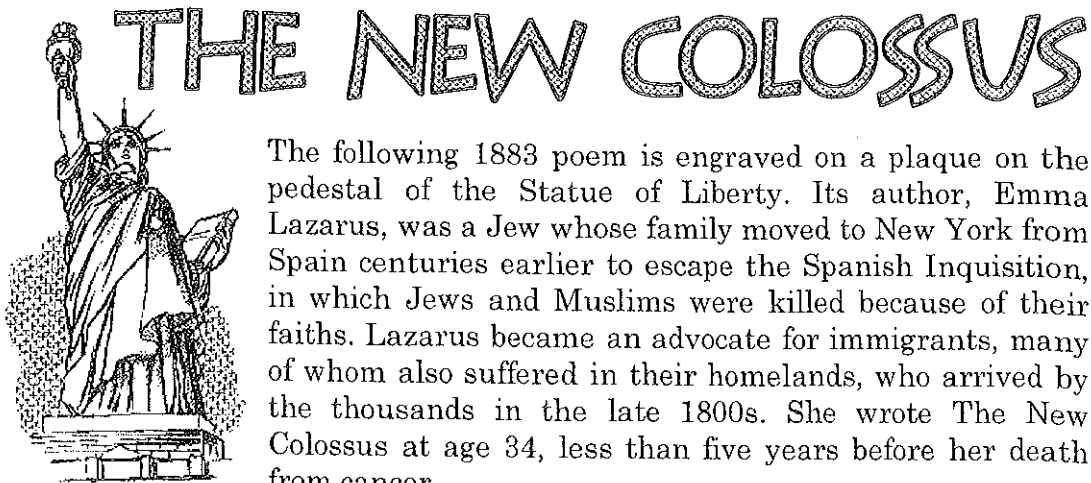 THE NEW COLOSSUS
The following 1883 poem is engraved on a plaque on the
pedestal of the Statue of Liberty. Its author, Emma
Lazarus, was a Jew whose family moved to New York from
Spain centuries earlier to escape the Spanish Inquisition,
in which Jews and Muslims were killed because of their
faiths. Lazarus became an advocate for immigrants, many
of whom also suffered in their homelands, who arrived by
the thousands in the late 1800s. She wrote The New
Colossus at age 34, less than five years before her death
from cancer